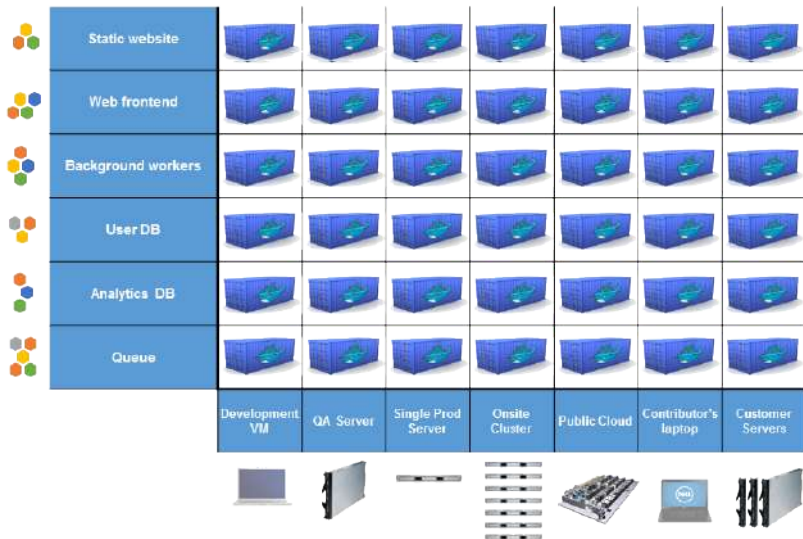 Static website
Web frontend
Background workers
User DB
Analytics DB
Queue
Development
VM
QA Server
Single Prod
Server
Onsite
Cluster
Public Cloud
Contributor's
laptop
Customer
Servers
DELL